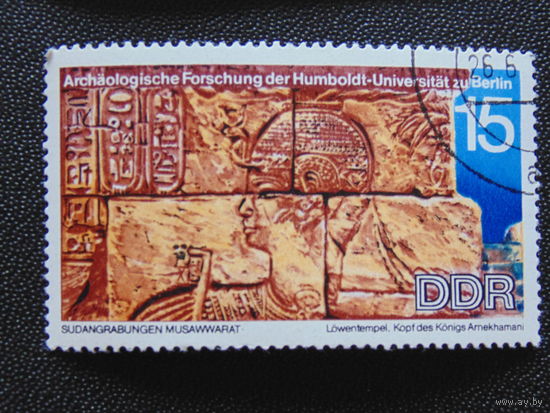 Archäologische Forschung der Humboldt-Universität zu Berlin
26.6
15
DDR
SUDANGRABUNGEN MUSAWWARAT
Löwentempel, Kopf des Königs Arnekhamani
www.ay.by